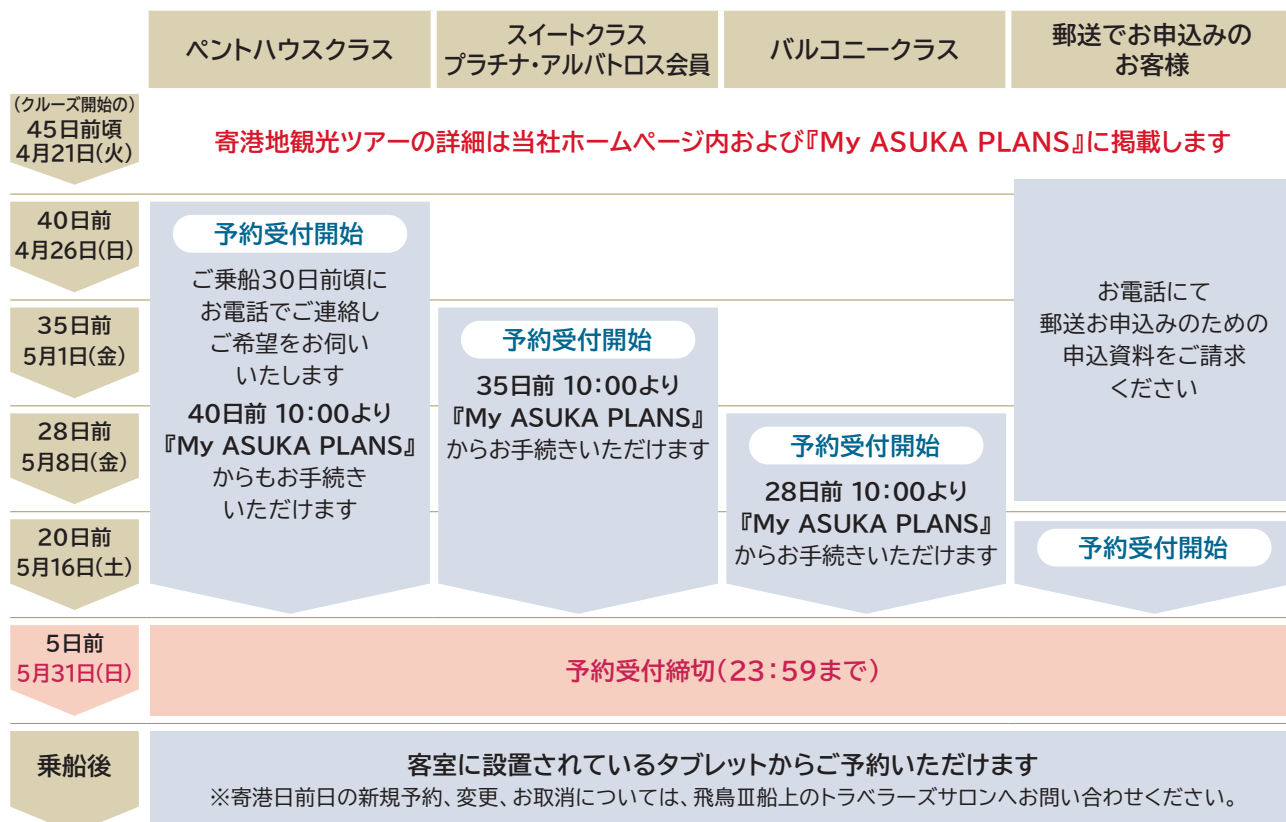 ペントハウスクラス
スイートクラス
プラチナ・アルバトロス会員
バルコニークラス
郵送でお申込みの
お客様
(クルーズ開始の)
45日前頃
4月21日(火)
寄港地観光ツアーの詳細は当社ホームページ内および『My ASUKA PLANS』に掲載します
40日前
4月26日(日)
予約受付開始
ご乗船30日前頃に
お電話でご連絡し
ご希望をお伺い
いたします
40日前 10:00より
『My ASUKA PLANS』
からもお手続き
いただけます
35日前
5月1日(金)
予約受付開始
35日前 10:00より
『My ASUKA PLANS』
からお手続きいただけます
28日前
5月8日(金)
予約受付開始
28日前 10:00より
『My ASUKA PLANS』
からお手続きいただけます
お電話にて
郵送お申込みのための
申込資料をご請求
ください
20日前
5月16日(土)
予約受付開始
5日前
5月31日(日)
予約受付締切(23:59まで)
乗船後
客室に設置されているタブレットからご予約いただけます
※寄港日前日の新規予約、変更、お取消については、飛鳥Ⅲ船上のトラベラーズサロンへお問い合わせください。